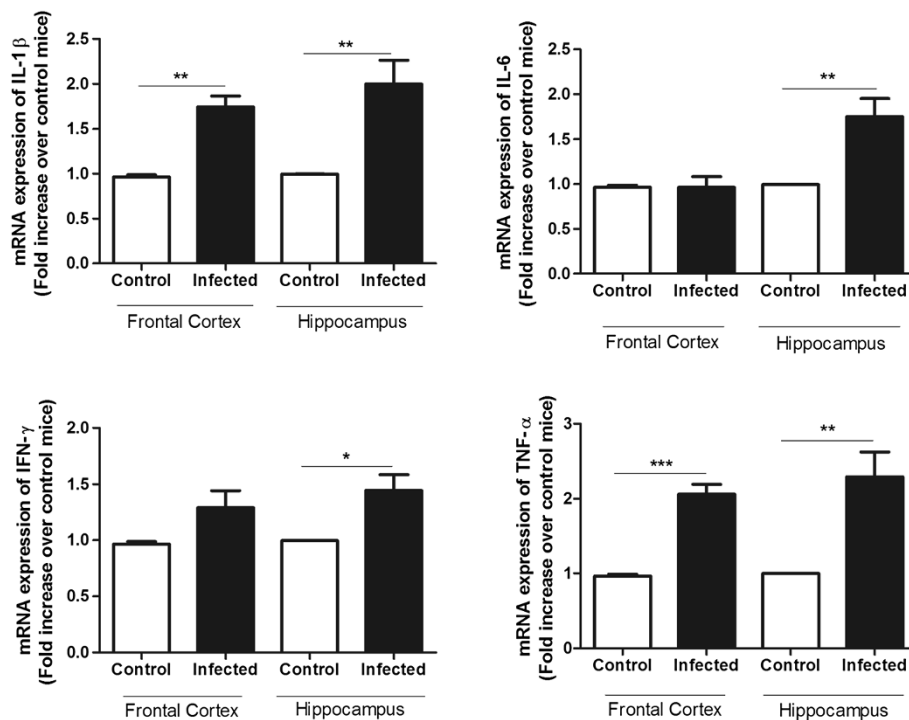 mRNA expression of IL-1β
(Fold increase over control mice)
2.5
2.0
1.5
1.0
0.5
0.0
**
**
Control Infected Control Infected
Frontal Cortex Hippocampus
mRNA expression of IL-6
(Fold increase over control mice)
2.5
2.0
1.5
1.0
0.5
0.0
**
Control Infected Control Infected
Frontal Cortex Hippocampus
mRNA expression of IFN-γ
(Fold increase over control mice)
2.0
1.5
1.0
0.5
0.0
*
Control Infected Control Infected
Frontal Cortex Hippocampus
mRNA expression of TNF-α
(Fold increase over control mice)
3
2
1
0
***
**
Control Infected Control Infected
Frontal Cortex Hippocampus